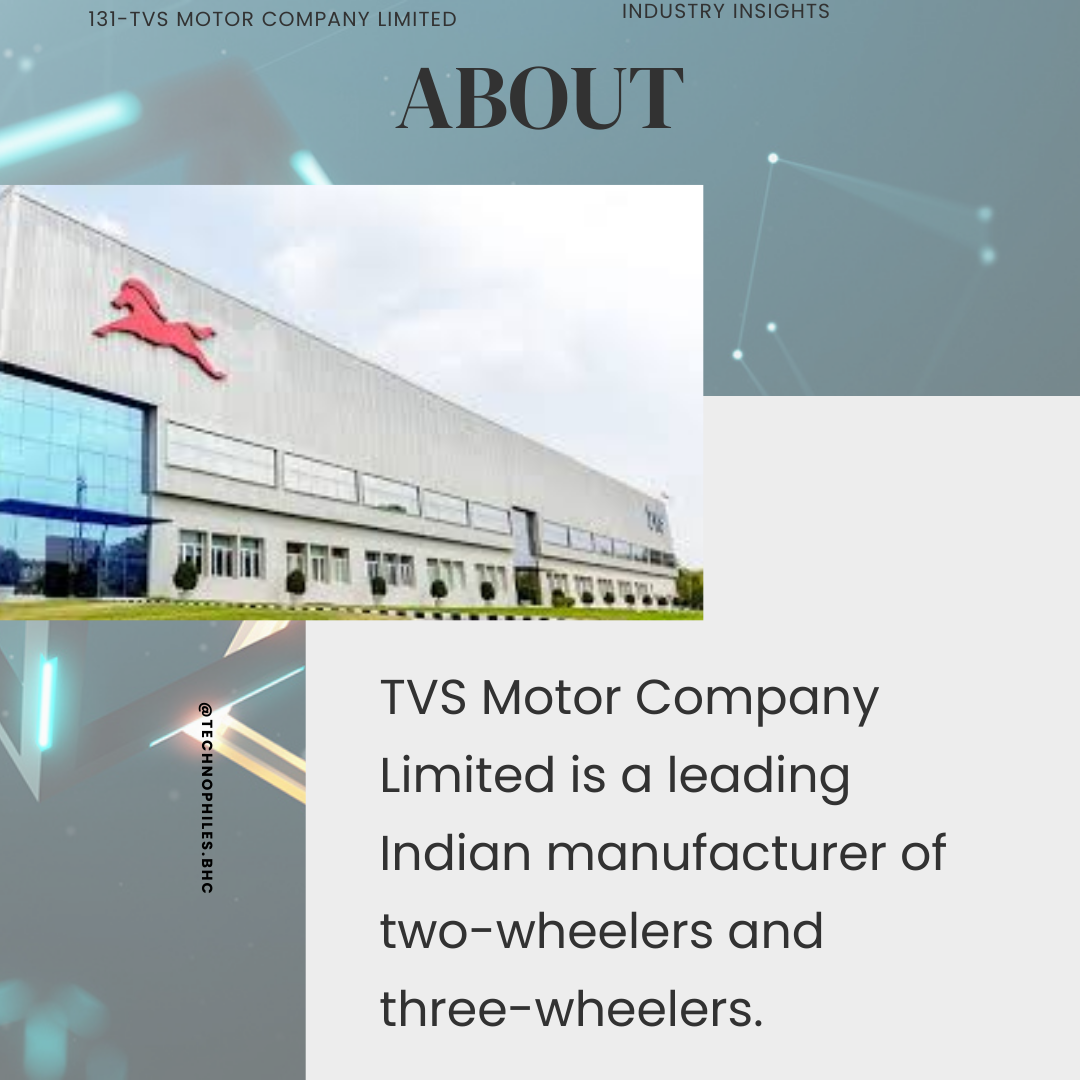 131-TVS MOTOR COMPANY LIMITED
INDUSTRY INSIGHTS
ABOUT
TVS
TVS Motor Company
Limited is a leading
Indian manufacturer of
two-wheelers and
three-wheelers.
@TECHNOPHILES.BHC